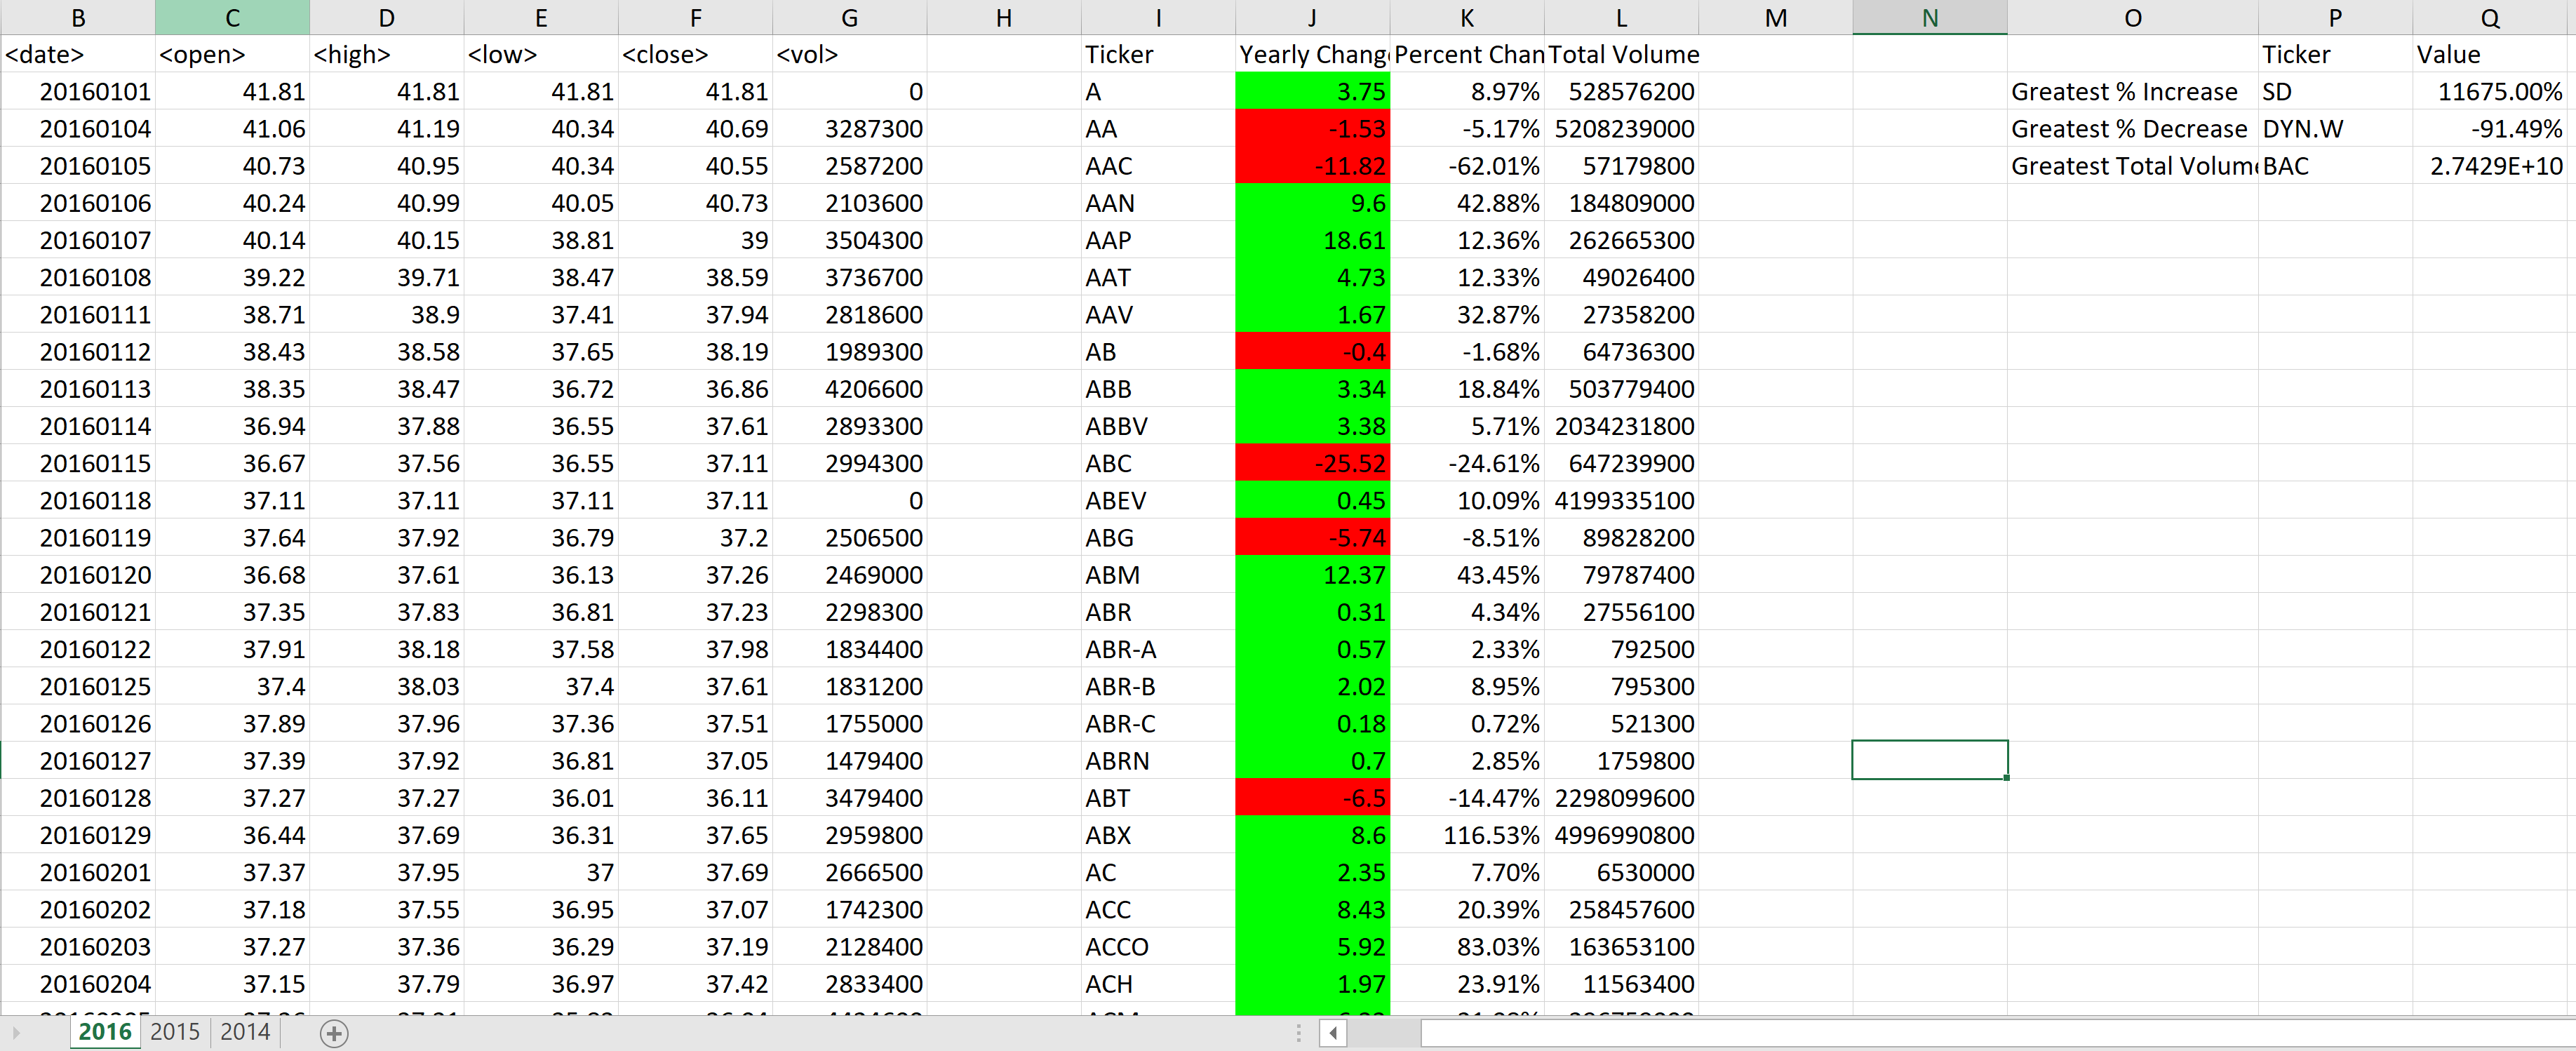 B C D E F G H I J K L M N O P Q
<date> <open> <high> <low> <close> <vol> Ticker Yearly Chang Percent Chan Total Volume Ticker Value
20160101 41.81 41.81 41.81 41.81 0 A 3.75 8.97% 528576200 Greatest % Increase SD 11675.00%
20160104 41.06 41.19 40.34 40.69 3287300 AA -1.53 -5.17% 5208239000 Greatest % Decrease DYN.W -91.49%
20160105 40.73 40.95 40.34 40.55 2587200 AAC -11.82 -62.01% 57179800 Greatest Total Volum BAC 2.7429E+10
20160106 40.24 40.99 40.05 40.73 2103600 AAN 9.6 42.88% 184809000
20160107 40.14 40.15 38.81 39 3504300 AAP 18.61 12.36% 262665300
20160108 39.22 39.71 38.47 38.59 3736700 AAT 4.73 12.33% 49026400
20160111 38.71 38.9 37.41 37.94 2818600 AAV 1.67 32.87% 27358200
20160112 38.43 38.58 37.65 38.19 1989300 AB -0.4 -1.68% 64736300
20160113 38.35 38.47 36.72 36.86 4206600 ABB 3.34 18.84% 503779400
20160114 36.94 37.88 36.55 37.61 2893300 ABBV 3.38 5.71% 2034231800
20160115 36.67 37.56 36.55 37.11 2994300 ABC -25.52 -24.61% 647239900
20160118 37.11 37.11 37.11 37.11 0 ABEV 0.45 10.09% 4199335100
20160119 37.64 37.92 36.79 37.2 2506500 ABG -5.74 -8.51% 89828200
20160120 36.68 37.61 36.13 37.26 2469000 ABM 12.37 43.45% 79787400
20160121 37.35 37.83 36.81 37.23 2298300 ABR 0.31 4.34% 27556100
20160122 37.91 38.18 37.58 37.98 1834400 ABR-A 0.57 2.33% 792500
20160125 37.4 38.03 37.4 37.61 1831200 ABR-B 2.02 8.95% 795300
20160126 37.89 37.96 37.36 37.51 1755000 ABR-C 0.18 0.72% 521300
20160127 37.39 37.92 36.81 37.05 1479400 ABRN 0.7 2.85% 1759800
20160128 37.27 37.27 36.01 36.11 3479400 ABT -6.5 -14.47% 2298099600
20160129 36.44 37.69 36.31 37.65 2959800 ABX 8.6 116.53% 4996990800
20160201 37.37 37.95 37 37.69 2666500 AC 2.35 7.70% 6530000
20160202 37.18 37.55 36.95 37.07 1742300 ACC 8.43 20.39% 258457600
20160203 37.27 37.36 36.29 37.19 2128400 ACCO 5.92 83.03% 163653100
20160204 37.15 37.79 36.97 37.42 2833400 ACH 1.97 23.91% 11563400
2016 2015 2014